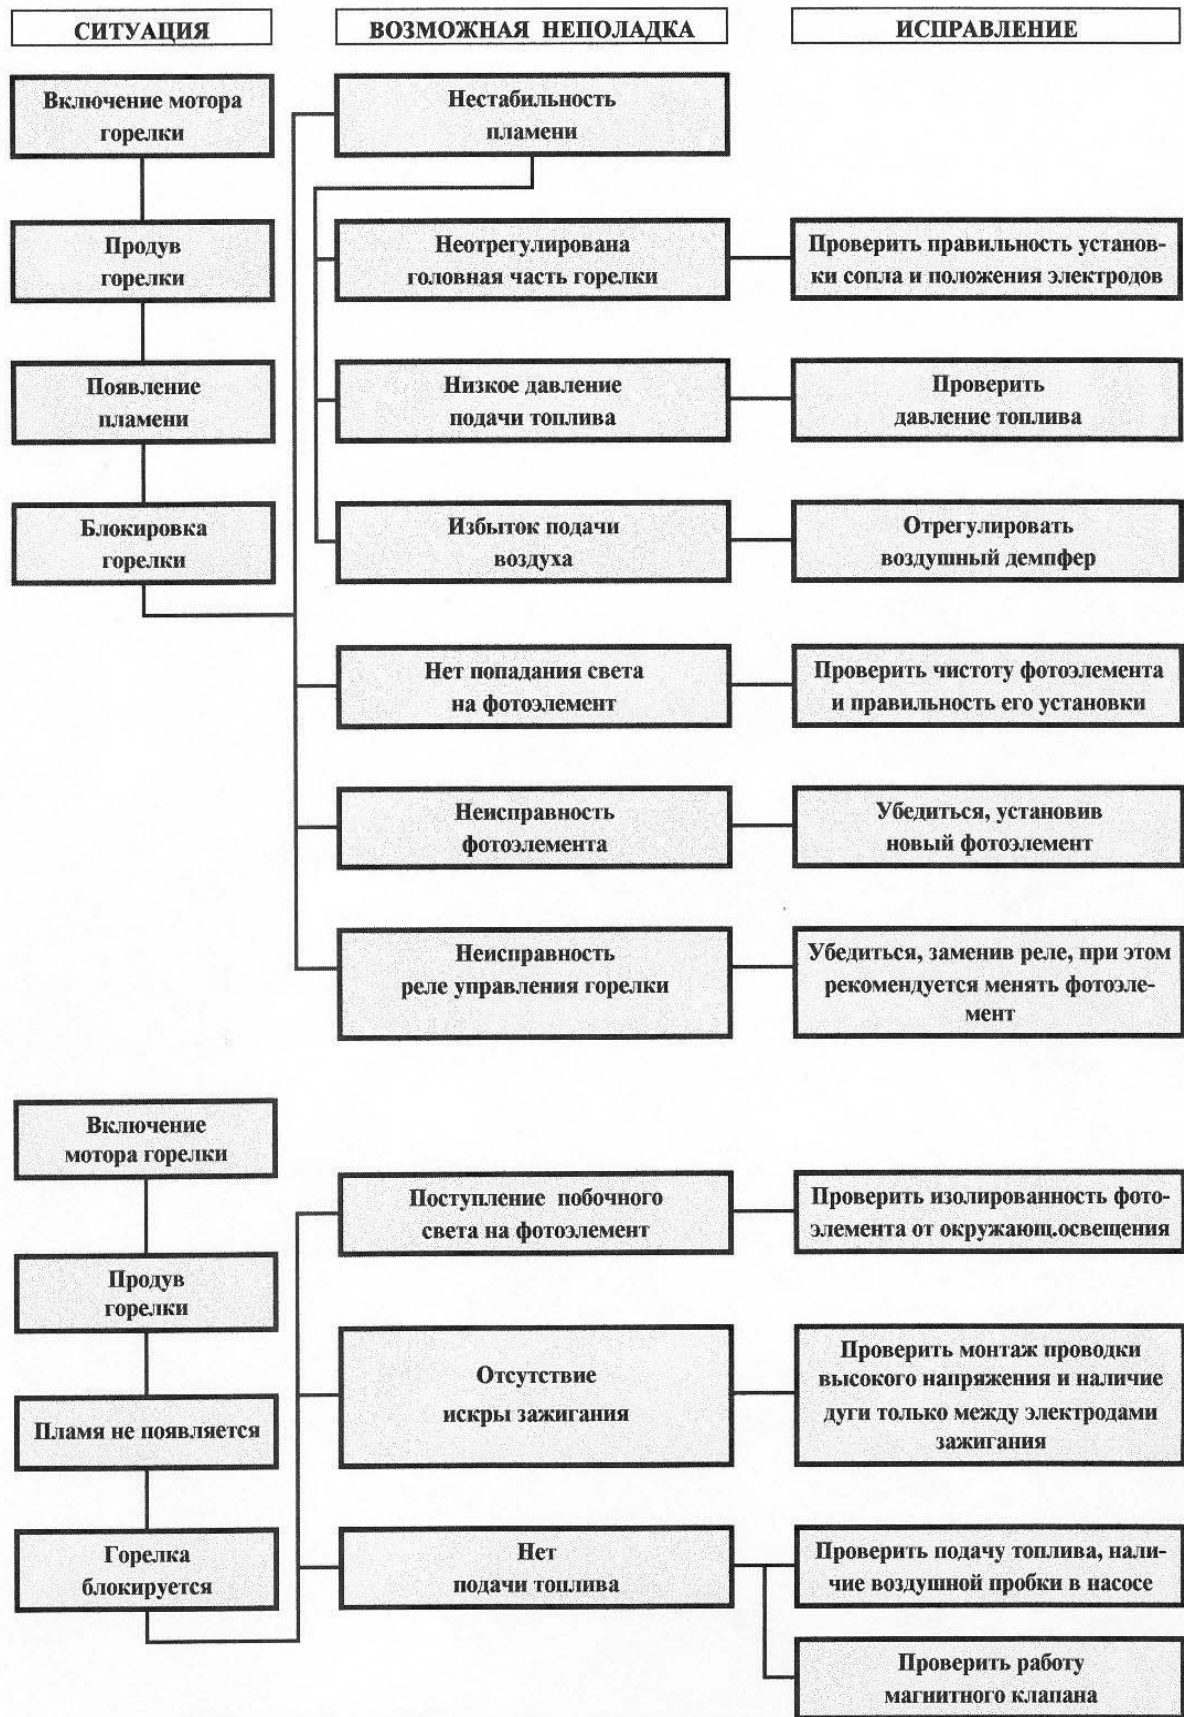 СИТУАЦИЯ
ВОЗМОЖНАЯ НЕПОЛАДКА
ИСПРАВЛЕНИЕ
Включение мотора
горелки
Нестабильность
пламени
Продув
горелки
Неотрегулирована
головная часть горелки
Проверить правильность установ-
ки сопла и положения электродов
Появление
пламени
Низкое давление
подачи топлива
Проверить
давление топлива
Блокировка
горелки
Избыток подачи
воздуха
Отрегулировать
воздушный демпфер
Нет попадания света
на фотоэлемент
Проверить чистоту фотоэлемента
и правильность его установки
Неисправность
фотоэлемента
Убедиться, установив
новый фотоэлемент
Неисправность
реле управления горелки
Убедиться, заменив реле, при этом
рекомендуется менять фотоэле-
мент
Включение
мотора горелки
Поступление побочного
света на фотоэлемент
Проверить изолированность фото-
элемента от окружающ.освещения
Продув
горелки
Отсутствие
искры зажигания
Проверить монтаж проводки
высокого напряжения и наличие
дуги только между электродами
зажигания
Пламя не появляется
Горелка
блокируется
Нет
подачи топлива
Проверить подачу топлива, нали-
чие воздушной пробки в насосе
Проверить работу
магнитного клапана